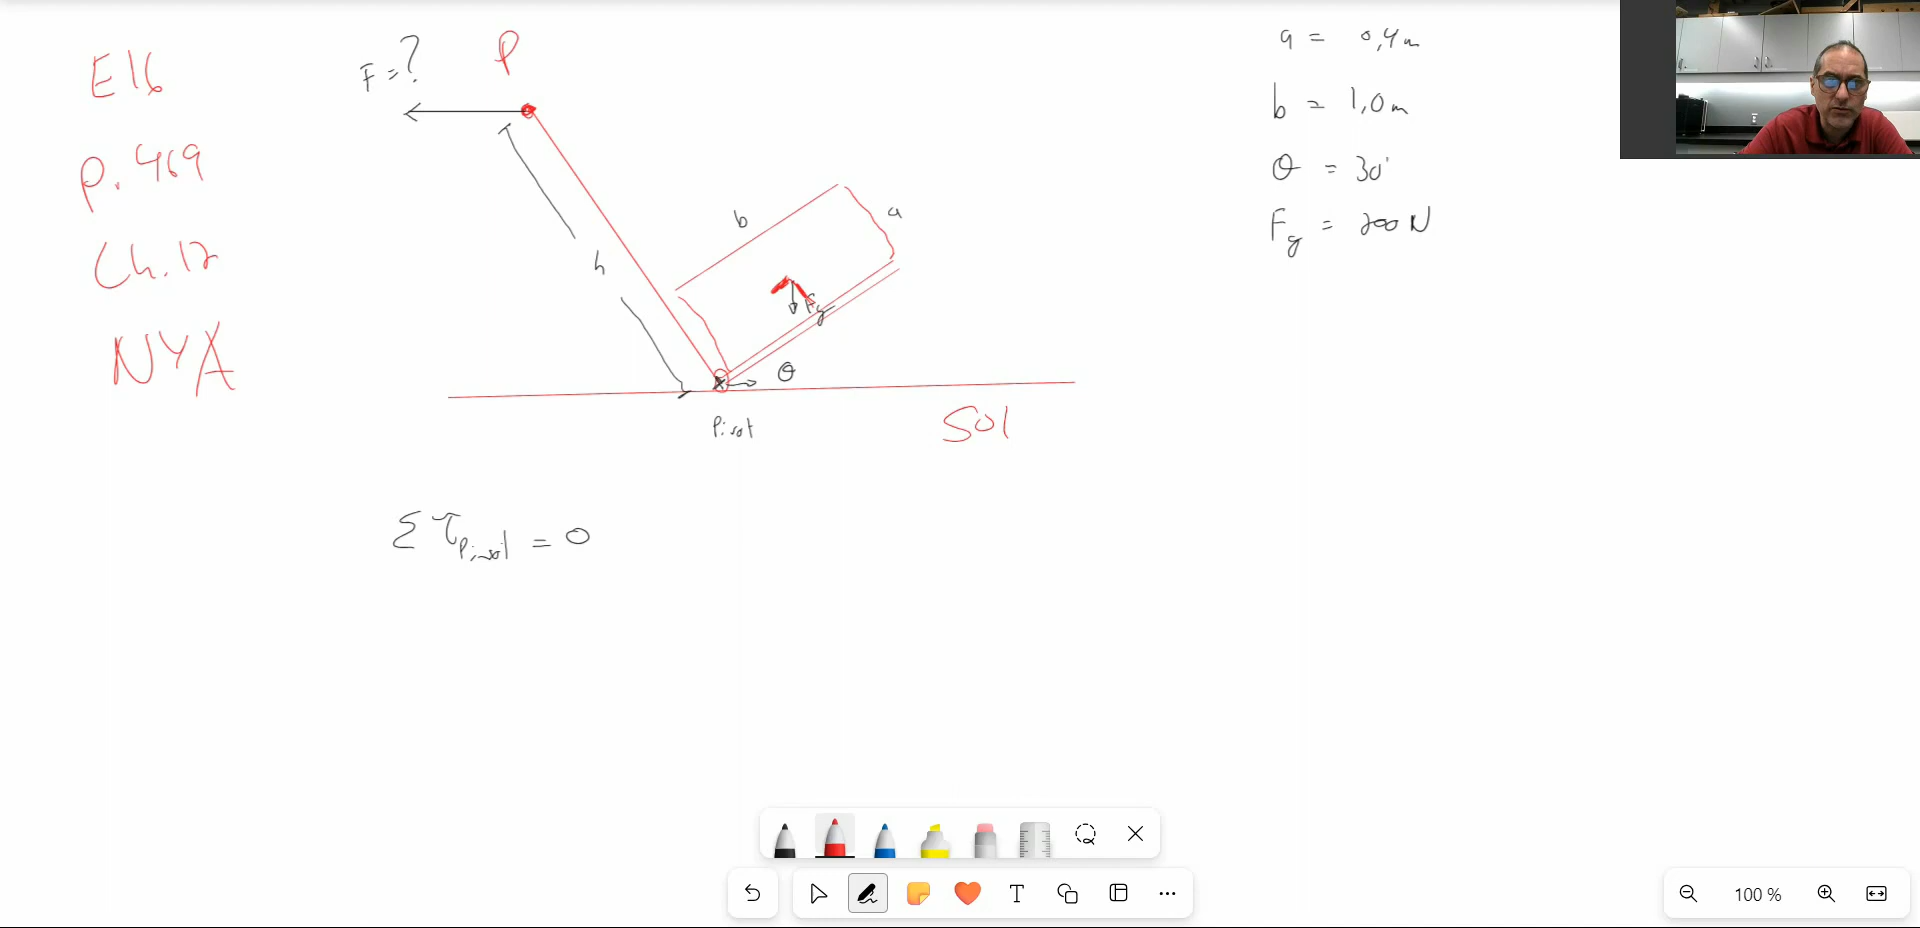 E16
p. 469
Ch. 12
NYA
F = ?
P
h
b
a
Fg
θ
Pivot
Sol
a = 0,4 m
b = 1,0 m
θ = 30°
Fg = 200 N
Σ τPivot = 0
T
100 %